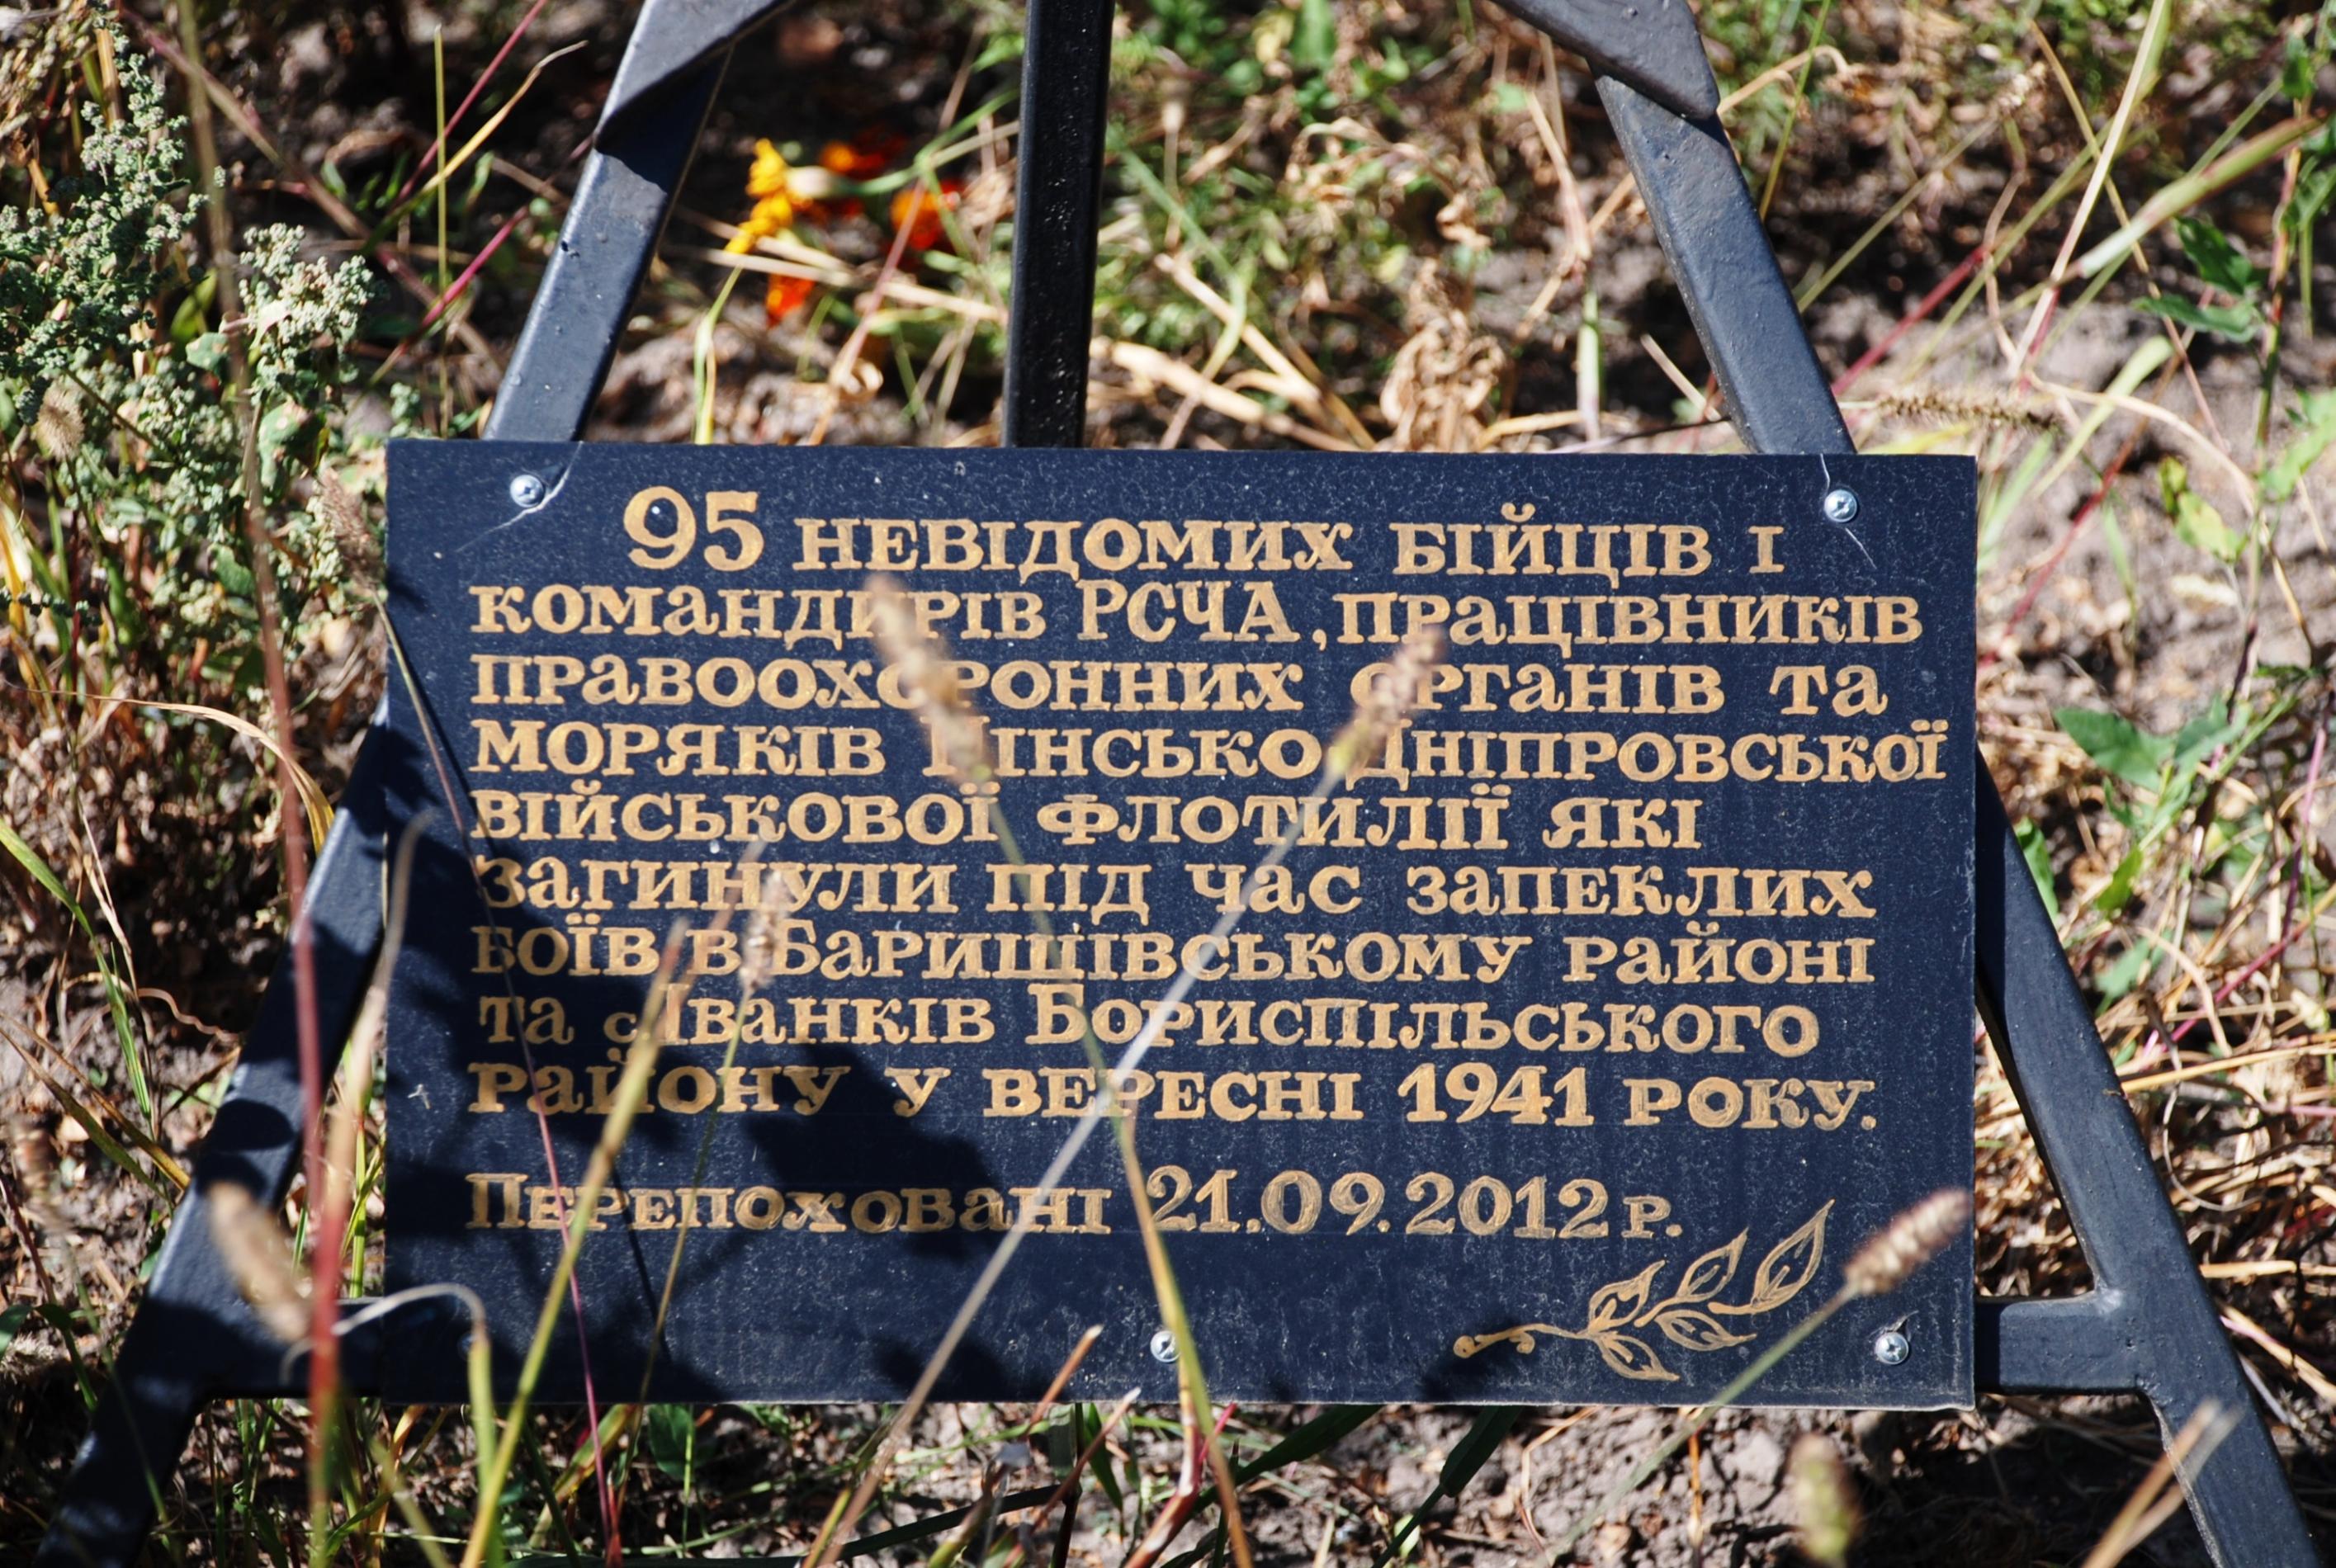 95 невідомих бійців і
командирів РСЧА, працівників
правоохоронних органів та
моряків Пінсько Дніпровської
військової флотилії які
загинули під час запеклих
боїв в Баришівському районі
та с.Іванків Бориспільського
району у вересні 1941 року.
Перепоховані 21.09.2012 р.